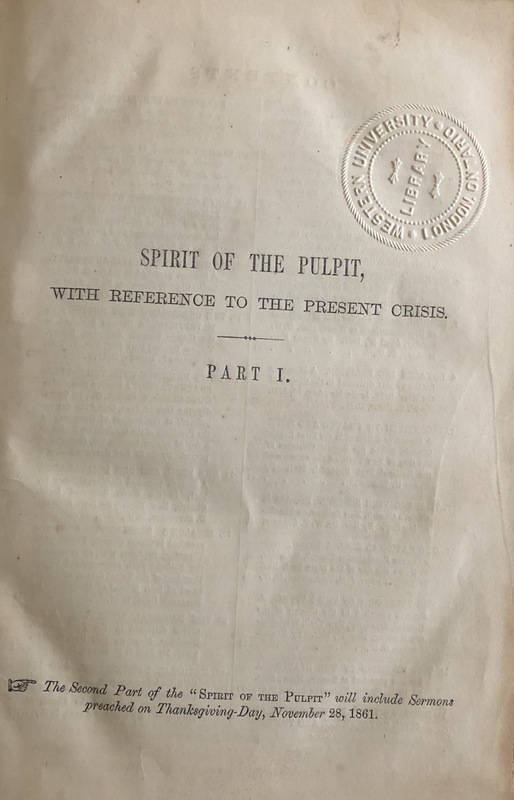 WESTERN UNIVERSITY • LONDON, ONTARIO •
LIBRARY
SPIRIT OF THE PULPIT,
WITH REFERENCE TO THE PRESENT CRISIS.
PART I.
☞ The Second Part of the “SPIRIT OF THE PULPIT” will include Sermons
preached on Thanksgiving-Day, November 28, 1861.